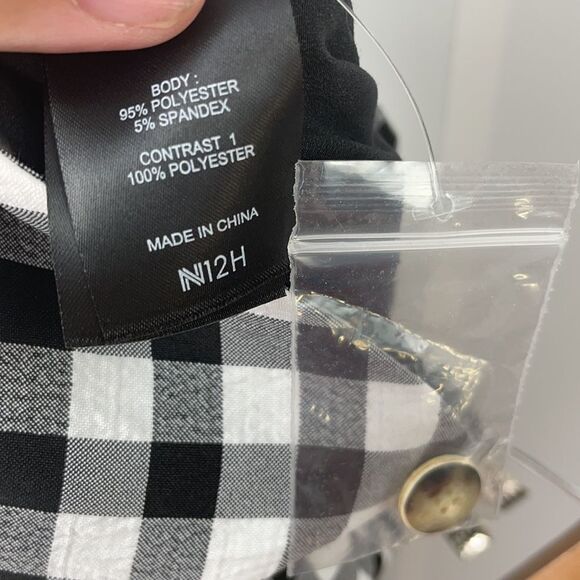 BODY :
95% POLYESTER
5% SPANDEX
CONTRAST 1
100% POLYESTER
MADE IN CHINA
N12H